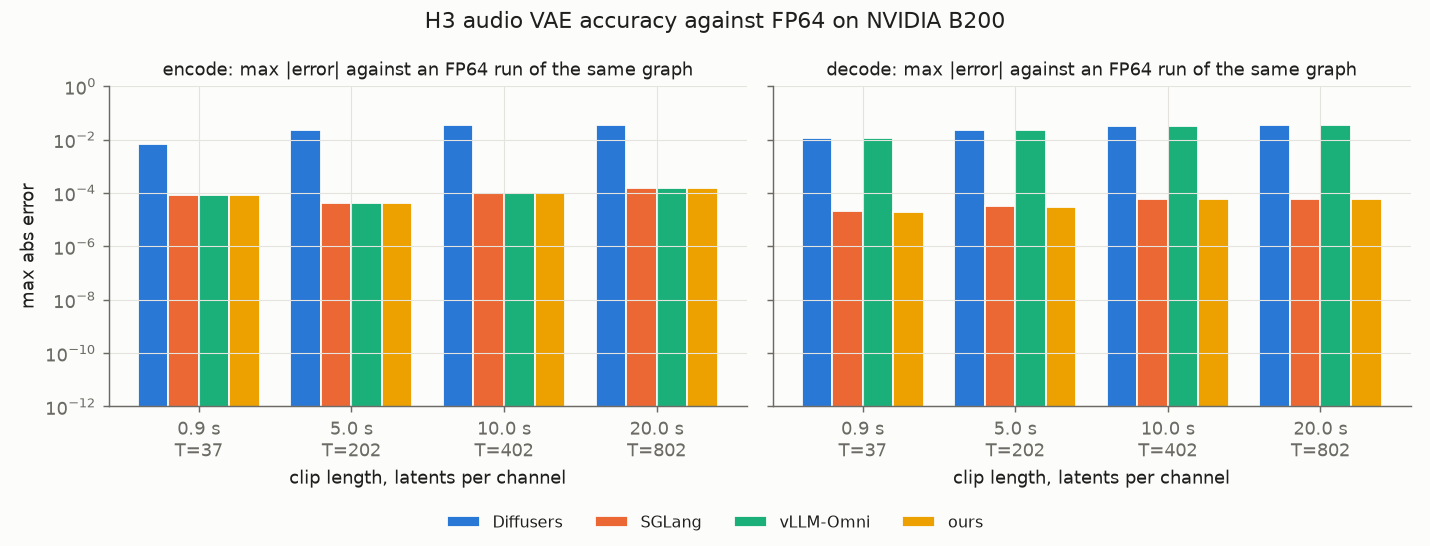 H3 audio VAE accuracy against FP64 on NVIDIA B200
encode: max |error| against an FP64 run of the same graph
decode: max |error| against an FP64 run of the same graph
max abs error
10⁰
10⁻²
10⁻⁴
10⁻⁶
10⁻⁸
10⁻¹⁰
10⁻¹²
0.9 s
T=37
5.0 s
T=202
10.0 s
T=402
20.0 s
T=802
clip length, latents per channel
0.9 s
T=37
5.0 s
T=202
10.0 s
T=402
20.0 s
T=802
clip length, latents per channel
Diffusers
SGLang
vLLM-Omni
ours